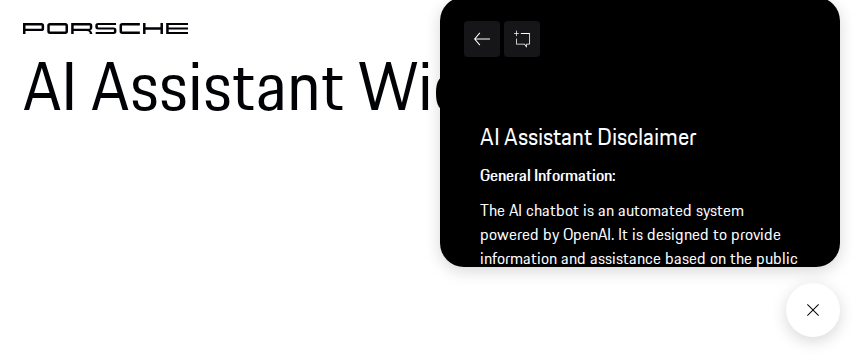 PORSCHE
AI Assistant Wi
AI Assistant Disclaimer
General Information:
The AI chatbot is an automated system
powered by OpenAI. It is designed to provide
information and assistance based on the public